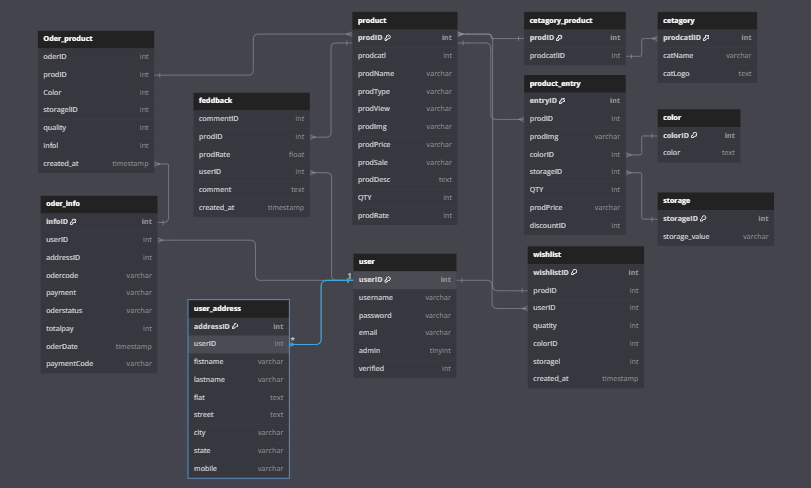 Oder_product
oderID int
prodID int
Color int
storageIID int
quality int
infoI int
created_at timestamp
oder_info
infoID int
userID int
addressID int
odercode varchar
payment varchar
oderstatus varchar
totalpay int
oderDate timestamp
paymentCode varchar
feddback
commentID int
prodID int
prodRate float
userID int
comment text
created_at timestamp
user_address
addressID int
userID int
fistname varchar
lastname varchar
flat text
street text
city varchar
state varchar
mobile varchar
*
1
product
prodID int
prodcatI int
prodName varchar
prodType varchar
prodView varchar
prodImg varchar
prodPrice varchar
prodSale varchar
prodDesc text
QTY int
prodRate int
user
userID int
username varchar
password varchar
email varchar
admin tinyint
verified int
cetagory_product
prodID int
prodcatIID int
product_entry
entryID int
prodID int
prodImg varchar
colorID int
storageID int
QTY int
prodPrice varchar
discountID int
wishlist
wishlistID int
prodID int
userID int
quatity int
colorID int
storageI int
created_at timestamp
cetagory
prodcatIID int
catName varchar
catLogo text
color
colorID int
color text
storage
storageID int
storage_value varchar